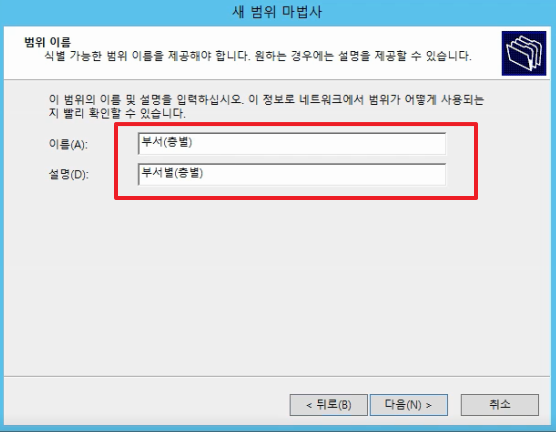 새 범위 마법사
범위 이름
식별 가능한 범위 이름을 제공해야 합니다. 원하는 경우에는 설명을 제공할 수 있습니다.
이 범위의 이름 및 설명을 입력하십시오. 이 정보로 네트워크에서 범위가 어떻게 사용되는
지 빨리 확인할 수 있습니다.
이름(A): 부서(층별)
설명(D): 부서별(층별)
< 뒤로(B) 다음(N) > 취소